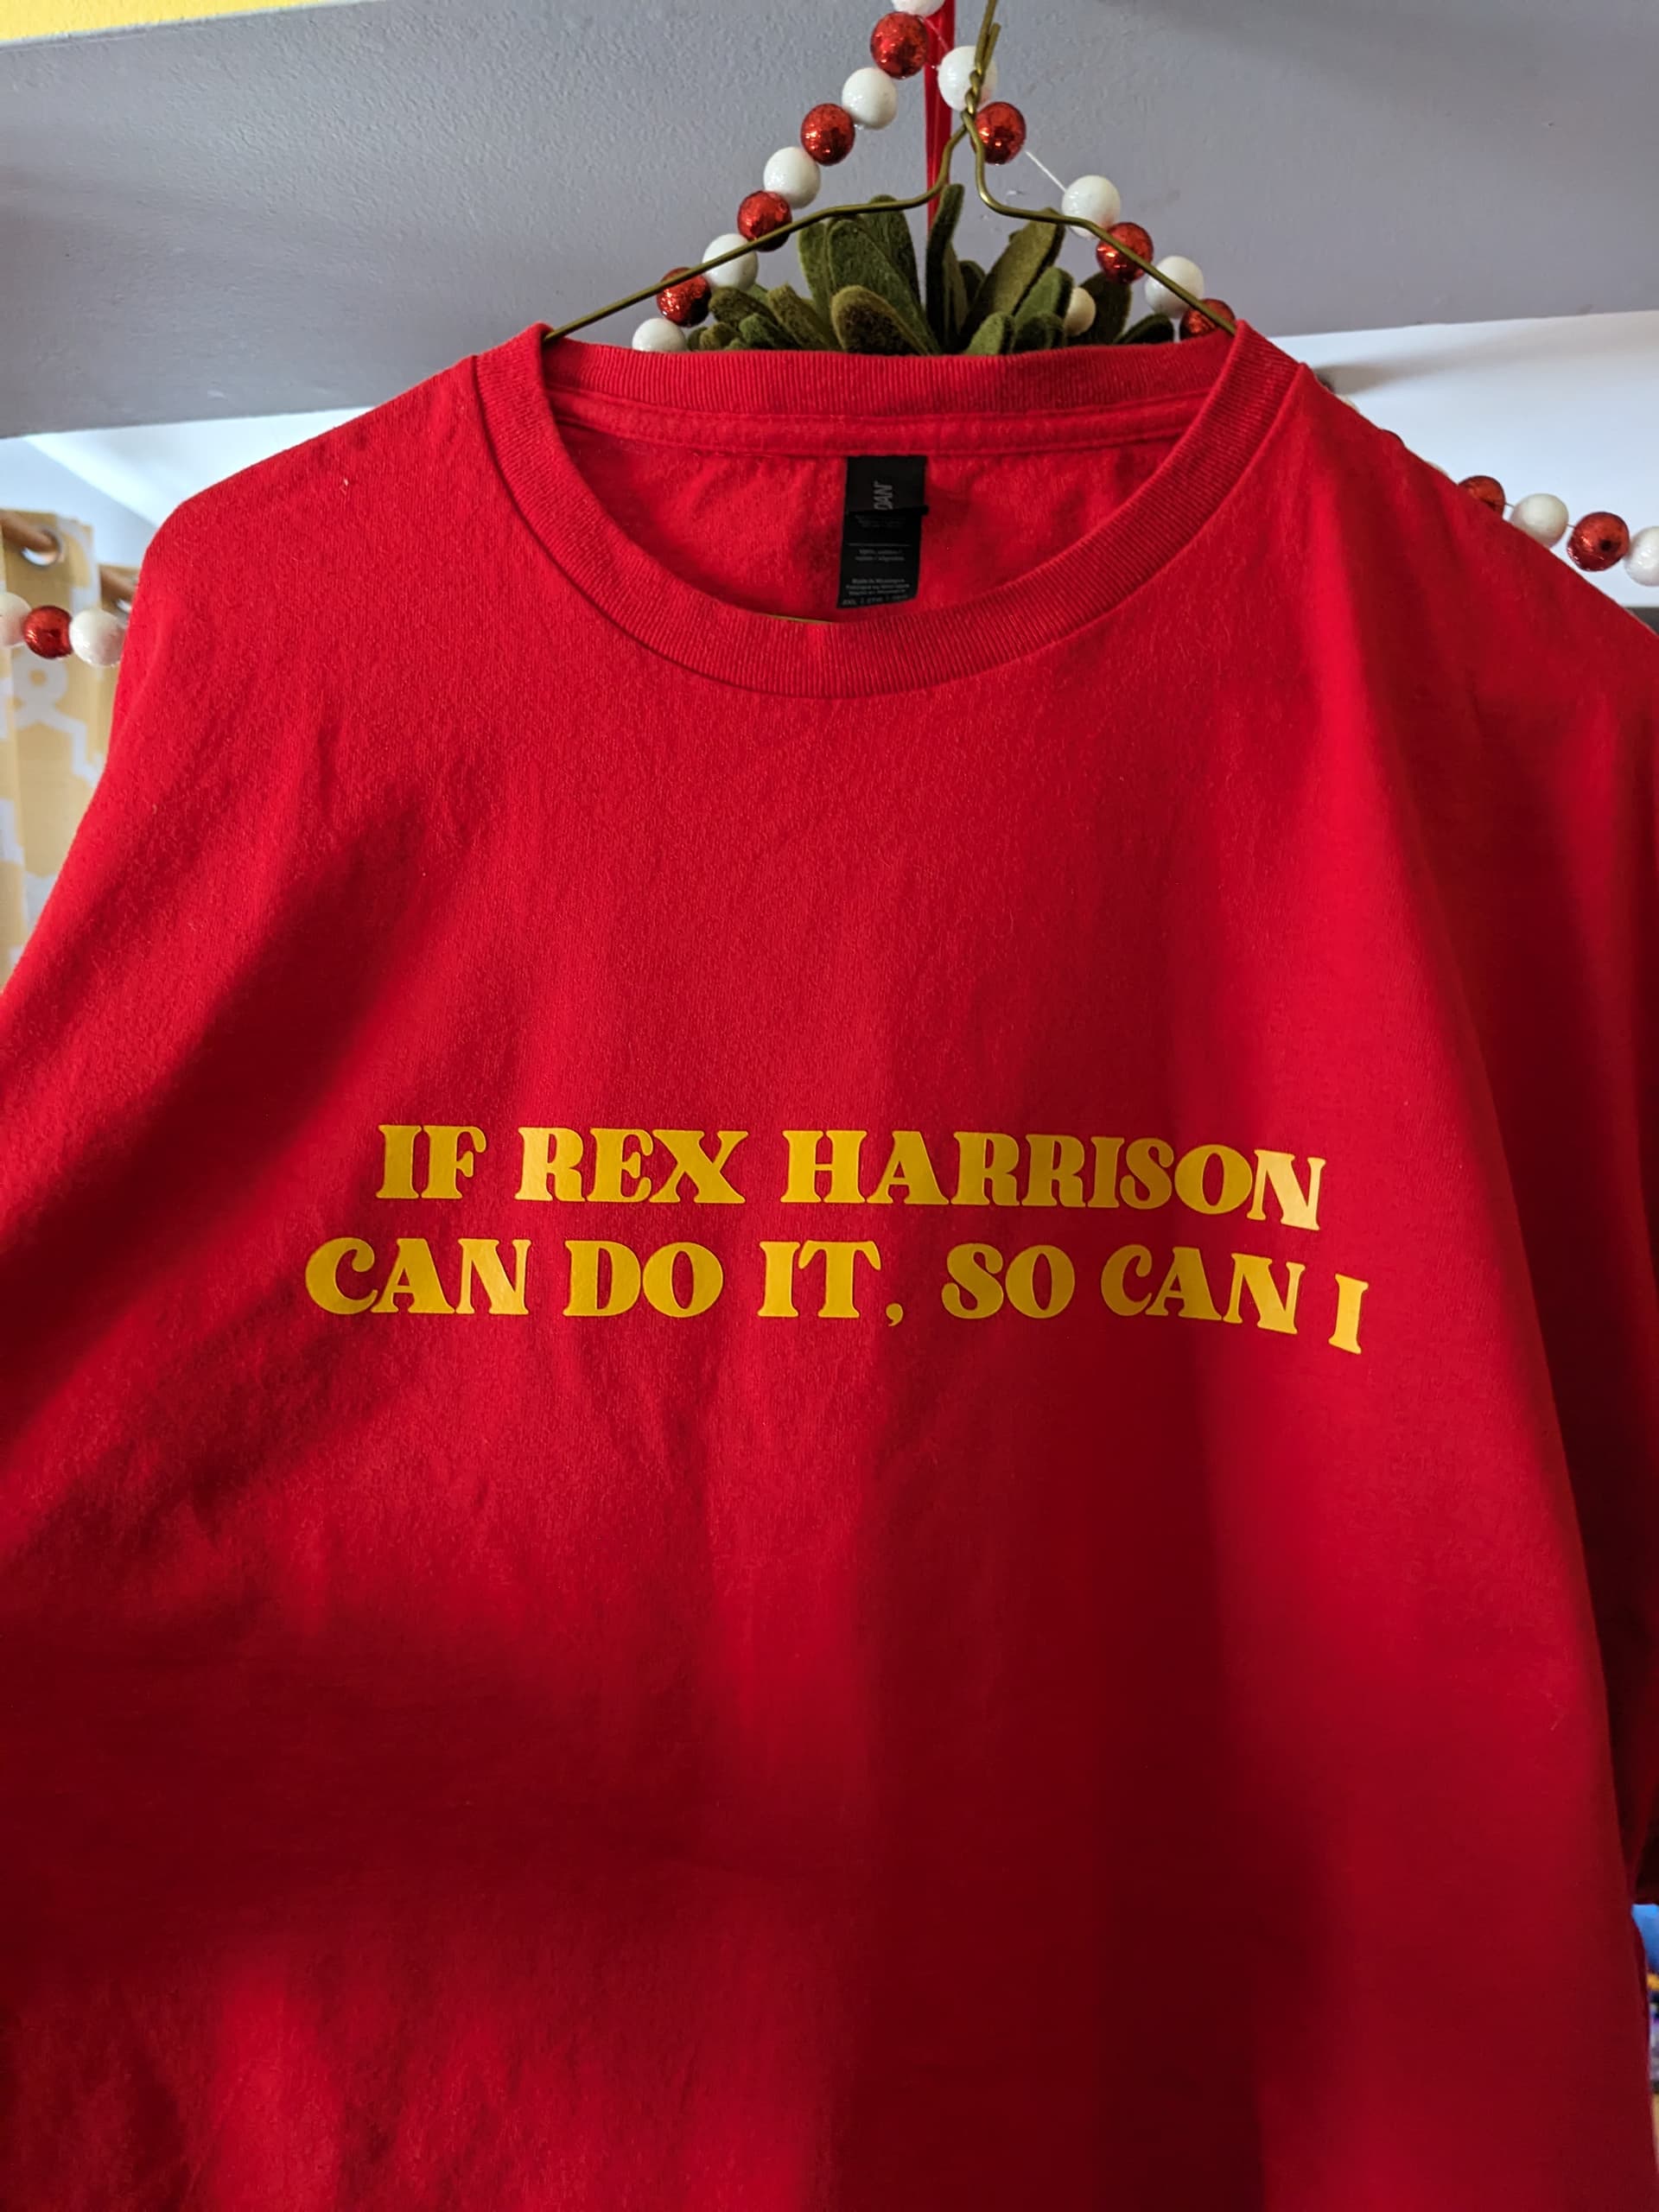 IF REX HARRISON
CAN DO IT, SO CAN I